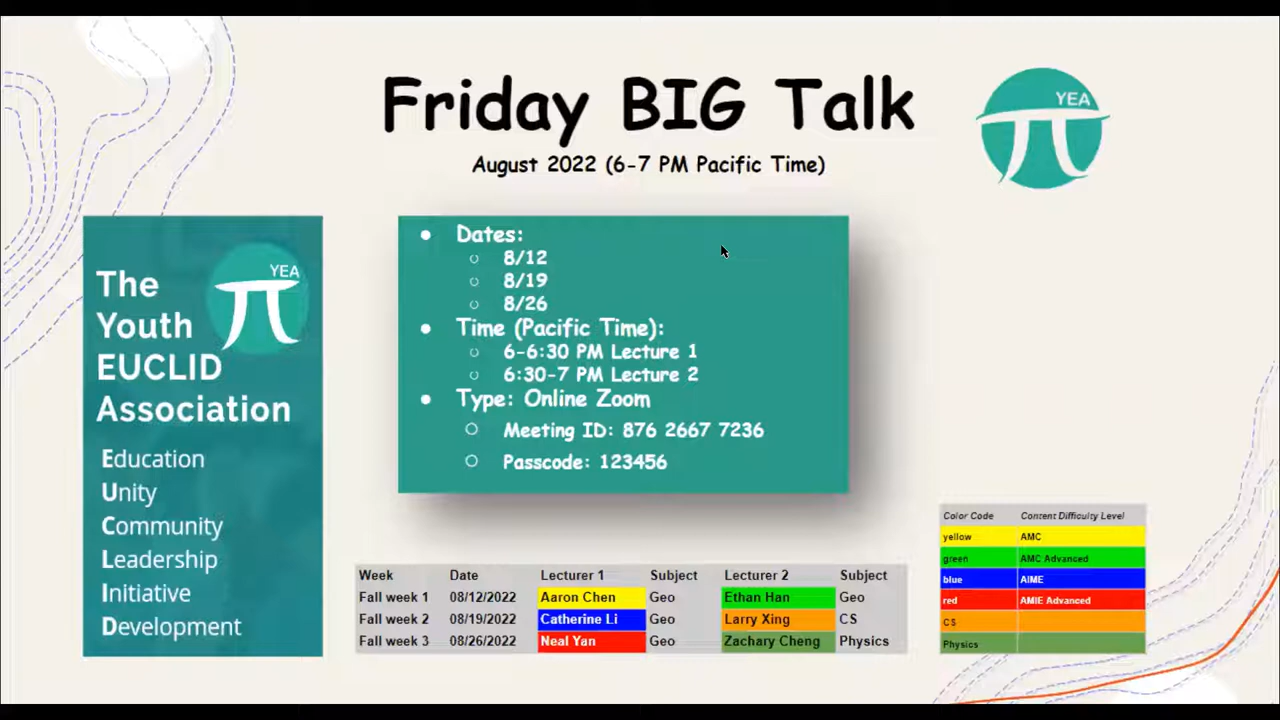 Friday BIG Talk
YEA
August 2022 (6-7 PM Pacific Time)
YEA
The
Youth
EUCLID
Association
Education
Unity
Community
Leadership
Initiative
Development
• Dates:
○ 8/12
○ 8/19
○ 8/26
• Time (Pacific Time):
○ 6-6:30 PM Lecture 1
○ 6:30-7 PM Lecture 2
• Type: Online Zoom
○ Meeting ID: 876 2667 7236
○ Passcode: 123456
Week Date Lecturer 1 Subject Lecturer 2 Subject
Fall week 1 08/12/2022 Aaron Chen Geo Ethan Han Geo
Fall week 2 08/19/2022 Catherine Li Geo Larry Xing CS
Fall week 3 08/26/2022 Neal Yan Geo Zachary Cheng Physics
Color Code Content Difficulty Level
yellow AMC
green AMC Advanced
blue AIME
red AMIE Advanced
CS
Physics